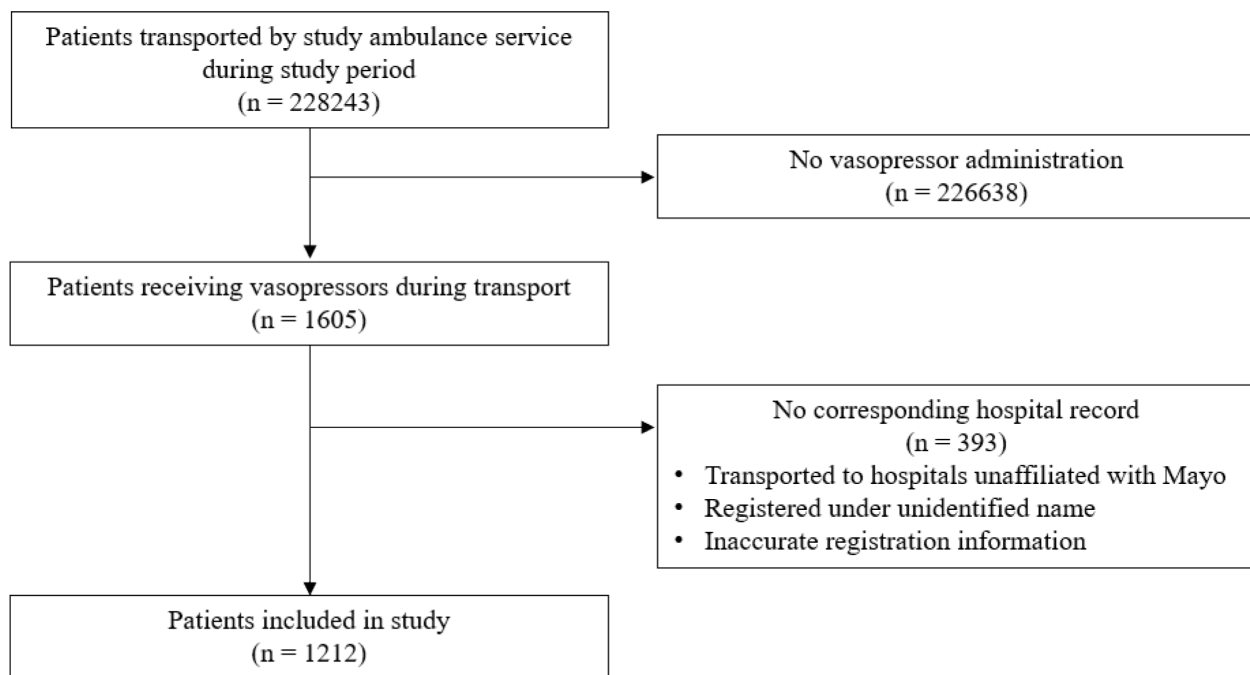 Patients transported by study ambulance service
during study period
(n = 228243)
No vasopressor administration
(n = 226638)
Patients receiving vasopressors during transport
(n = 1605)
No corresponding hospital record
(n = 393)
• Transported to hospitals unaffiliated with Mayo
• Registered under unidentified name
• Inaccurate registration information
Patients included in study
(n = 1212)